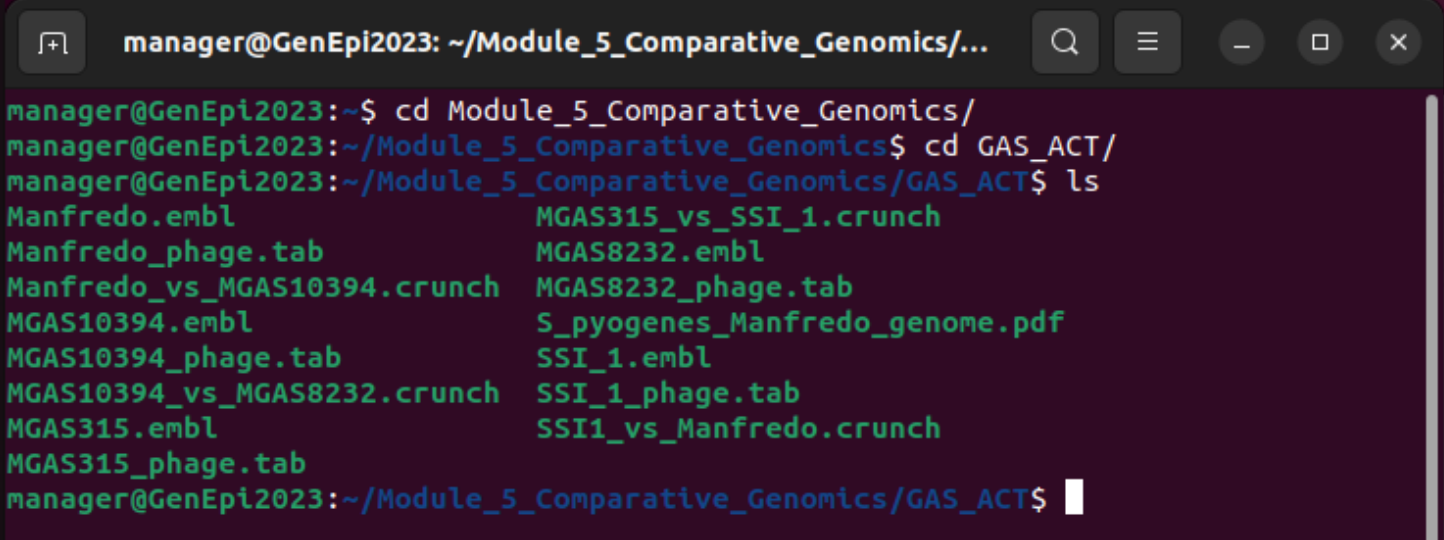 manager@GenEpi2023: ~/Module_5_Comparative_Genomics/...
manager@GenEpi2023:~$ cd Module_5_Comparative_Genomics/
manager@GenEpi2023:~/Module_5_Comparative_Genomics$ cd GAS_ACT/
manager@GenEpi2023:~/Module_5_Comparative_Genomics/GAS_ACT$ ls
Manfredo.embl MGAS315_vs_SSI_1.crunch
Manfredo_phage.tab MGAS8232.embl
Manfredo_vs_MGAS10394.crunch MGAS8232_phage.tab
MGAS10394.embl S_pyogenes_Manfredo_genome.pdf
MGAS10394_phage.tab SSI_1.embl
MGAS10394_vs_MGAS8232.crunch SSI_1_phage.tab
MGAS315.embl SSI1_vs_Manfredo.crunch
MGAS315_phage.tab
manager@GenEpi2023:~/Module_5_Comparative_Genomics/GAS_ACT$